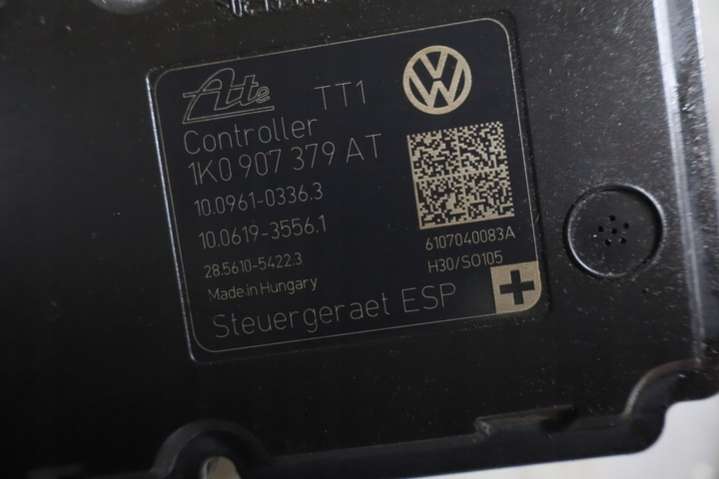 Ate TT1
Controller
1K0 907 379 AT
10.0961-0336.3
10.0619-3556.1
28.5610-5422.3
Made in Hungary
Steuergeraet ESP
6107040083A
H30/SO105